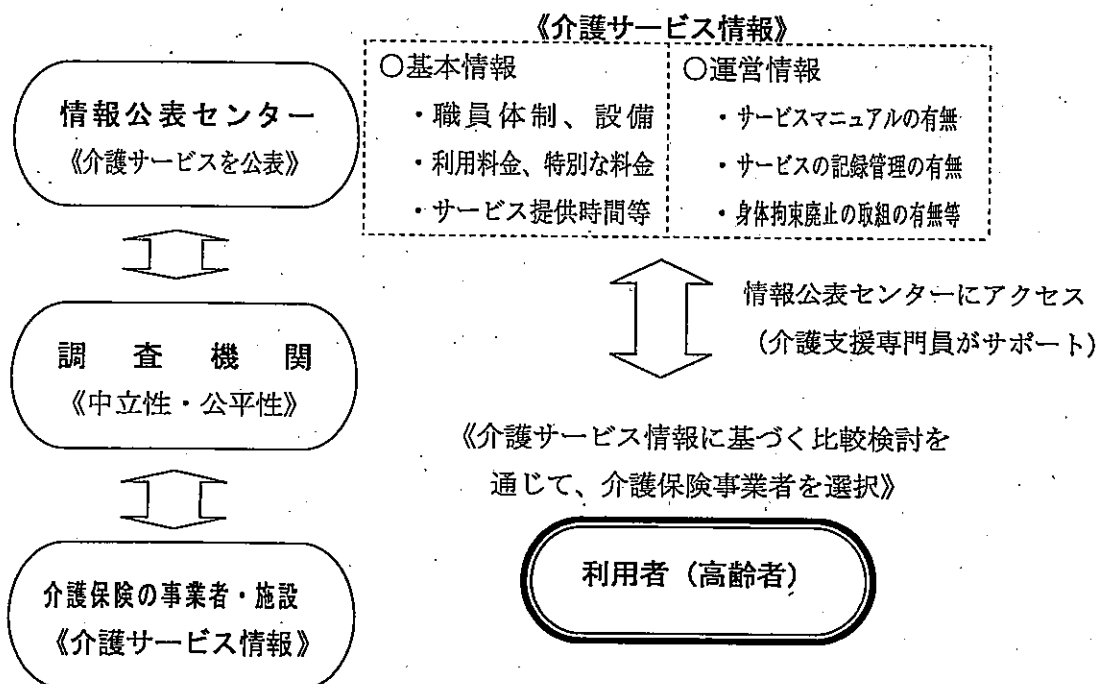 《介護サービス情報》
○基本情報
・職員体制、設備
・利用料金、特別な料金
・サービス提供時間等
○運営情報
・サービスマニュアルの有無
・サービスの記録管理の有無
・身体拘束廃止の取組の有無等
情報公表センター
《介護サービスを公表》
調査機関
《中立性・公平性》
介護保険の事業者・施設
《介護サービス情報》
情報公表センターにアクセス
(介護支援専門員がサポート)
《介護サービス情報に基づく比較検討を
通じて、介護保険事業者を選択》
利用者(高齢者)